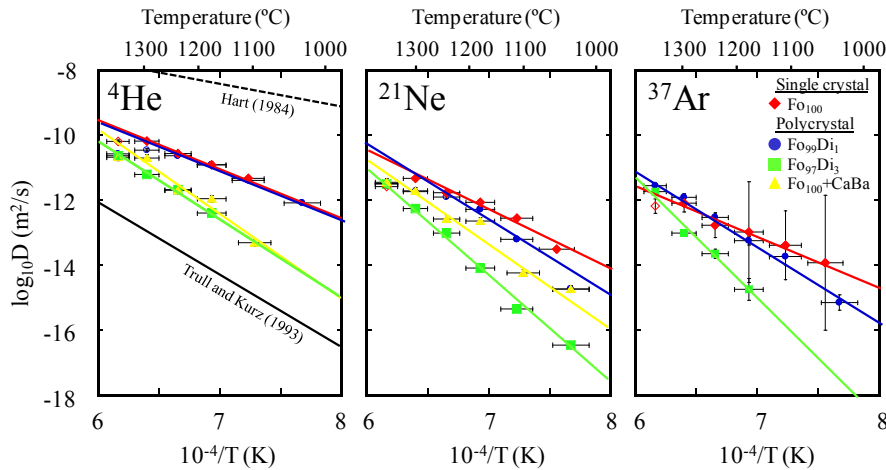 Temperature (ºC) Temperature (ºC) Temperature (ºC)
1300 1200 1100 1000 1300 1200 1100 1000 1300 1200 1100 1000
-8
-10
-12
-14
-16
-18
log₁₀D (m²/s)
⁴He
Hart (1984)
Trull and Kurz (1993)
²¹Ne
³⁷Ar
Single crystal
Fo₁₀₀
Polycrystal
Fo₉₉Di₁
Fo₉₇Di₃
Fo₁₀₀+CaBa
6 7 8 6 7 8 6 7 8
10⁻⁴/T (K) 10⁻⁴/T (K) 10⁻⁴/T (K)